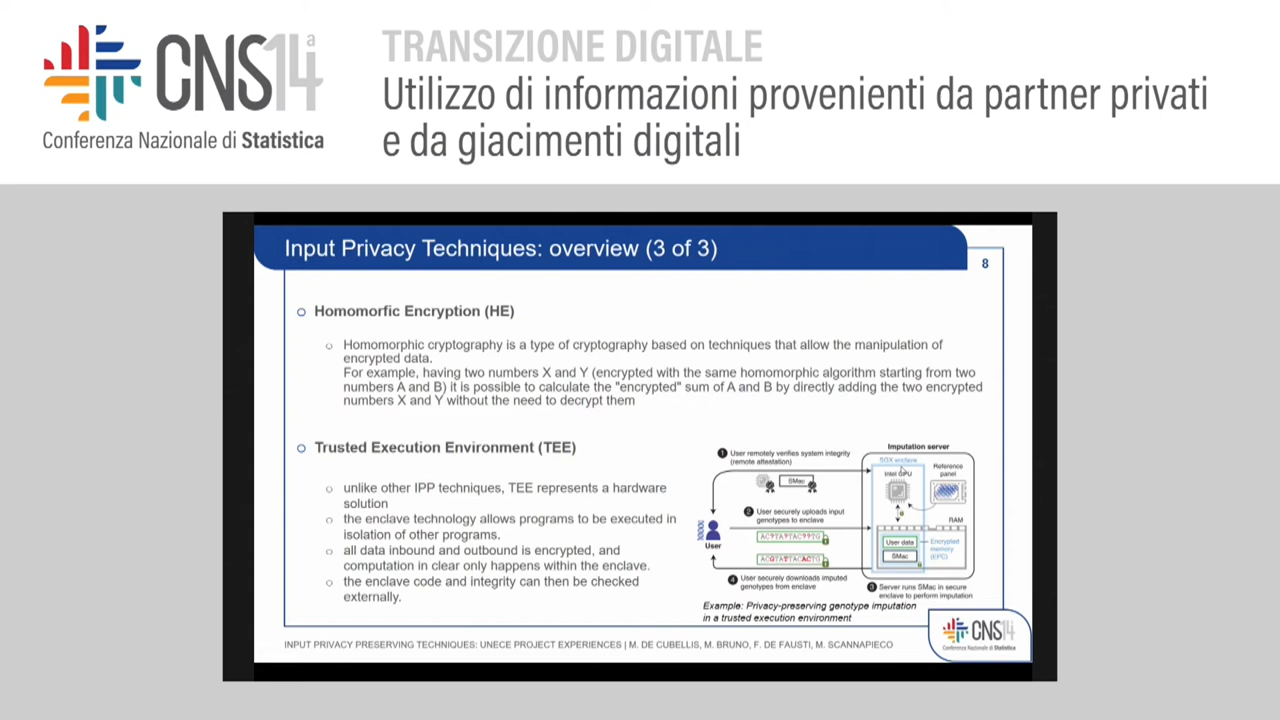 CNS14ª
Conferenza Nazionale di Statistica
TRANSIZIONE DIGITALE
Utilizzo di informazioni provenienti da partner privati
e da giacimenti digitali
Input Privacy Techniques: overview (3 of 3)
8
Homomorfic Encryption (HE)
Homomorphic cryptography is a type of cryptography based on techniques that allow the manipulation of
encrypted data.
For example, having two numbers X and Y (encrypted with the same homomorphic algorithm starting from two
numbers A and B) it is possible to calculate the "encrypted" sum of A and B by directly adding the two encrypted
numbers X and Y without the need to decrypt them
Trusted Execution Environment (TEE)
unlike other IPP techniques, TEE represents a hardware
solution
the enclave technology allows programs to be executed in
isolation of other programs.
all data inbound and outbound is encrypted, and
computation in clear only happens within the enclave.
the enclave code and integrity can then be checked
externally.
Imputation server
1 User remotely verifies system integrity
(remote attestation)
SMac
SGX enclave
Intel CPU
Reference
panel
2 User securely uploads input
genotypes to enclave
User
RAM
User data
SMac
Encrypted
memory
(EPC)
4 User securely downloads imputed
genotypes from enclave
3 Server runs SMac in secure
enclave to perform imputation
Example: Privacy-preserving genotype imputation
in a trusted execution environment
INPUT PRIVACY PRESERVING TECHNIQUES: UNECE PROJECT EXPERIENCES | M. DE CUBELLIS, M. BRUNO, F. DE FAUSTI, M. SCANNAPIECO
CNS14
Conferenza Nazionale di Statistica